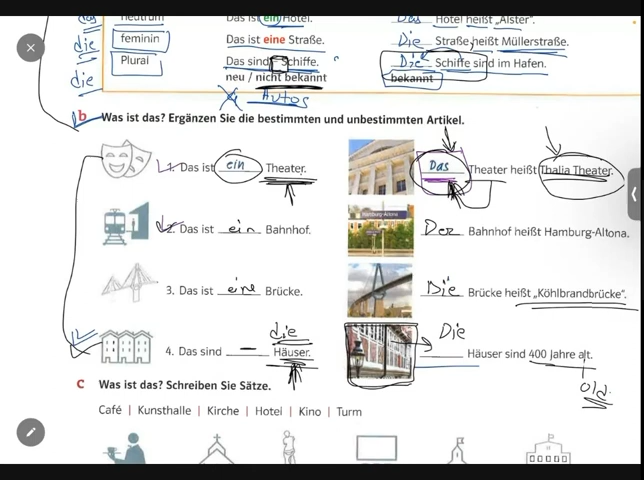 das neutrum Das ist ein Hotel. Das Hotel heißt „Alster".
die feminin Das ist eine Straße. Die Straße heißt Müllerstraße.
die Plural Das sind Schiffe. Die Schiffe sind im Hafen.
neu / nicht bekannt bekannt
Autos
b Was ist das? Ergänzen Sie die bestimmten und unbestimmten Artikel.
1. Das ist ein Theater. Das Theater heißt Thalia Theater.
Hamburg-Altona
2. Das ist ein Bahnhof. Der Bahnhof heißt Hamburg-Altona.
3. Das ist eine Brücke. Die Brücke heißt „Köhlbrandbrücke".
die Die
4. Das sind — Häuser. Häuser sind 400 Jahre alt.
old
C Was ist das? Schreiben Sie Sätze.
Café | Kunsthalle | Kirche | Hotel | Kino | Turm